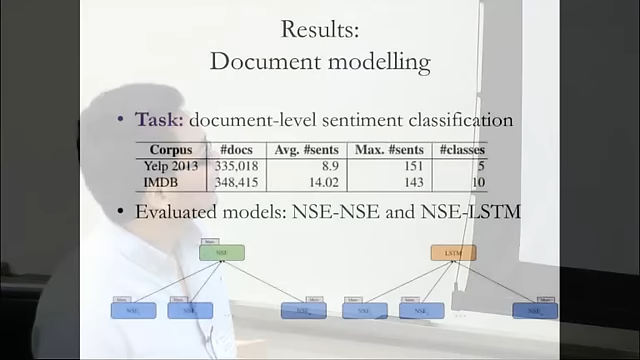 Results:
Document modelling
• Task: document-level sentiment classification
Corpus #docs Avg. #sents Max. #sents #classes
Yelp 2013 335,018 8.9 151 5
IMDB 348,415 14.02 143 10
• Evaluated models: NSE-NSE and NSE-LSTM
NSE LSTM
NSE NSE NSE NSE NSE NSE